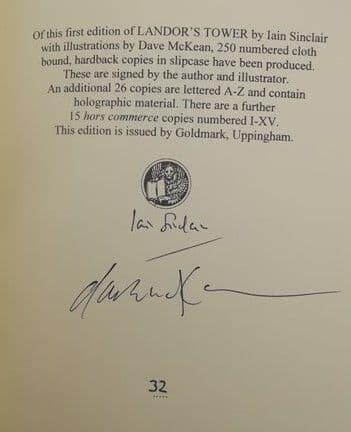 Of this first edition of LANDOR'S TOWER by Iain Sinclair
with illustrations by Dave McKean, 250 numbered cloth
bound, hardback copies in slipcase have been produced.
These are signed by the author and illustrator.
An additional 26 copies are lettered A-Z and contain
holographic material. There are a further
15 hors commerce copies numbered I-XV.
This edition is issued by Goldmark, Uppingham.
Iain Sinclair
Dave McKean
32